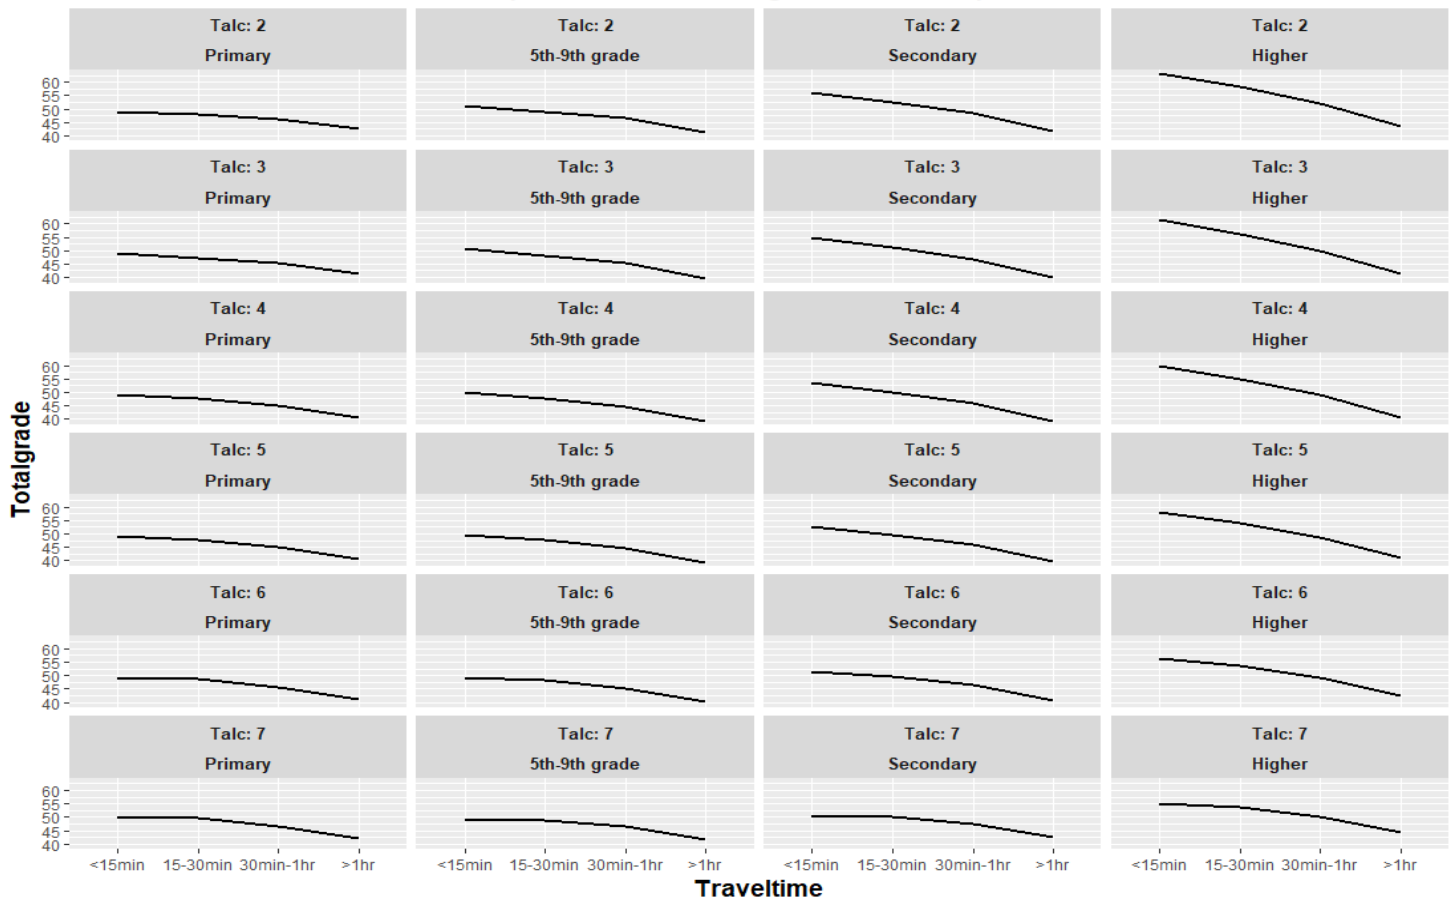 Talc: 2 Talc: 2 Talc: 2 Talc: 2
Primary 5th-9th grade Secondary Higher
60
55
50
45
40
Talc: 3 Talc: 3 Talc: 3 Talc: 3
Primary 5th-9th grade Secondary Higher
60
55
50
45
40
Talc: 4 Talc: 4 Talc: 4 Talc: 4
Primary 5th-9th grade Secondary Higher
60
55
50
45
40
Totalgrade
Talc: 5 Talc: 5 Talc: 5 Talc: 5
Primary 5th-9th grade Secondary Higher
60
55
50
45
40
Talc: 6 Talc: 6 Talc: 6 Talc: 6
Primary 5th-9th grade Secondary Higher
60
55
50
45
40
Talc: 7 Talc: 7 Talc: 7 Talc: 7
Primary 5th-9th grade Secondary Higher
60
55
50
45
40
<15min 15-30min 30min-1hr >1hr <15min 15-30min 30min-1hr >1hr <15min 15-30min 30min-1hr >1hr <15min 15-30min 30min-1hr >1hr
Traveltime